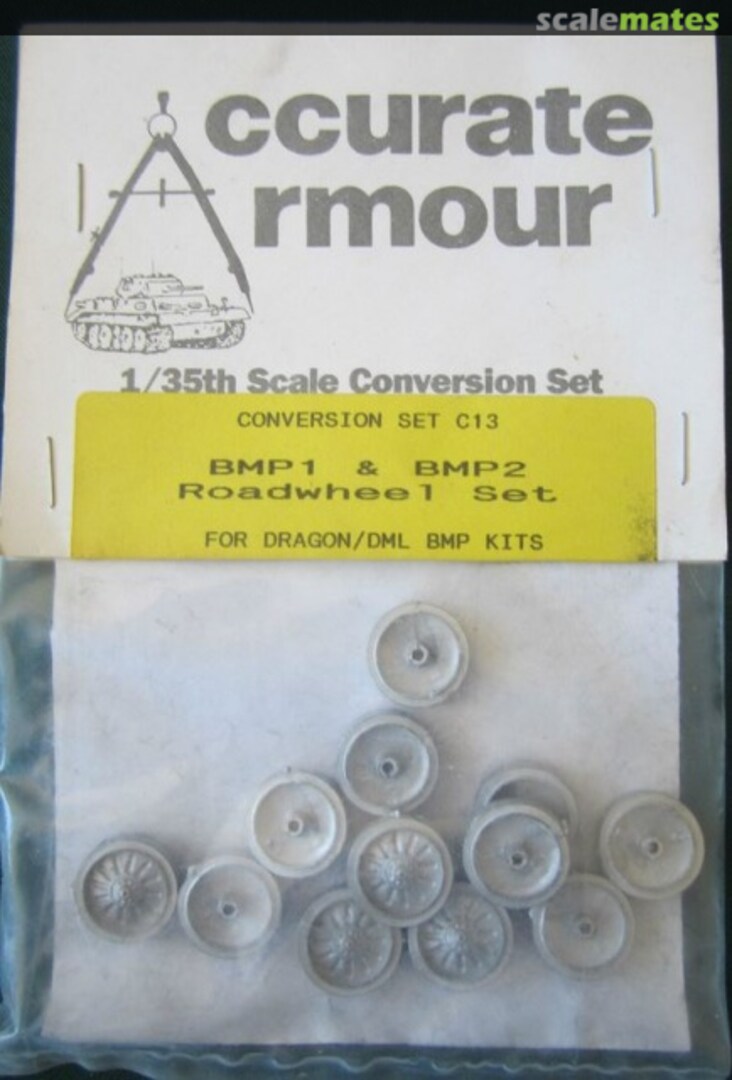 scalemates
ccurate
rmour
1/35th Scale Conversion Set
CONVERSION SET C13
BMP1 & BMP2
Roadwheel Set
FOR DRAGON/DML BMP KITS